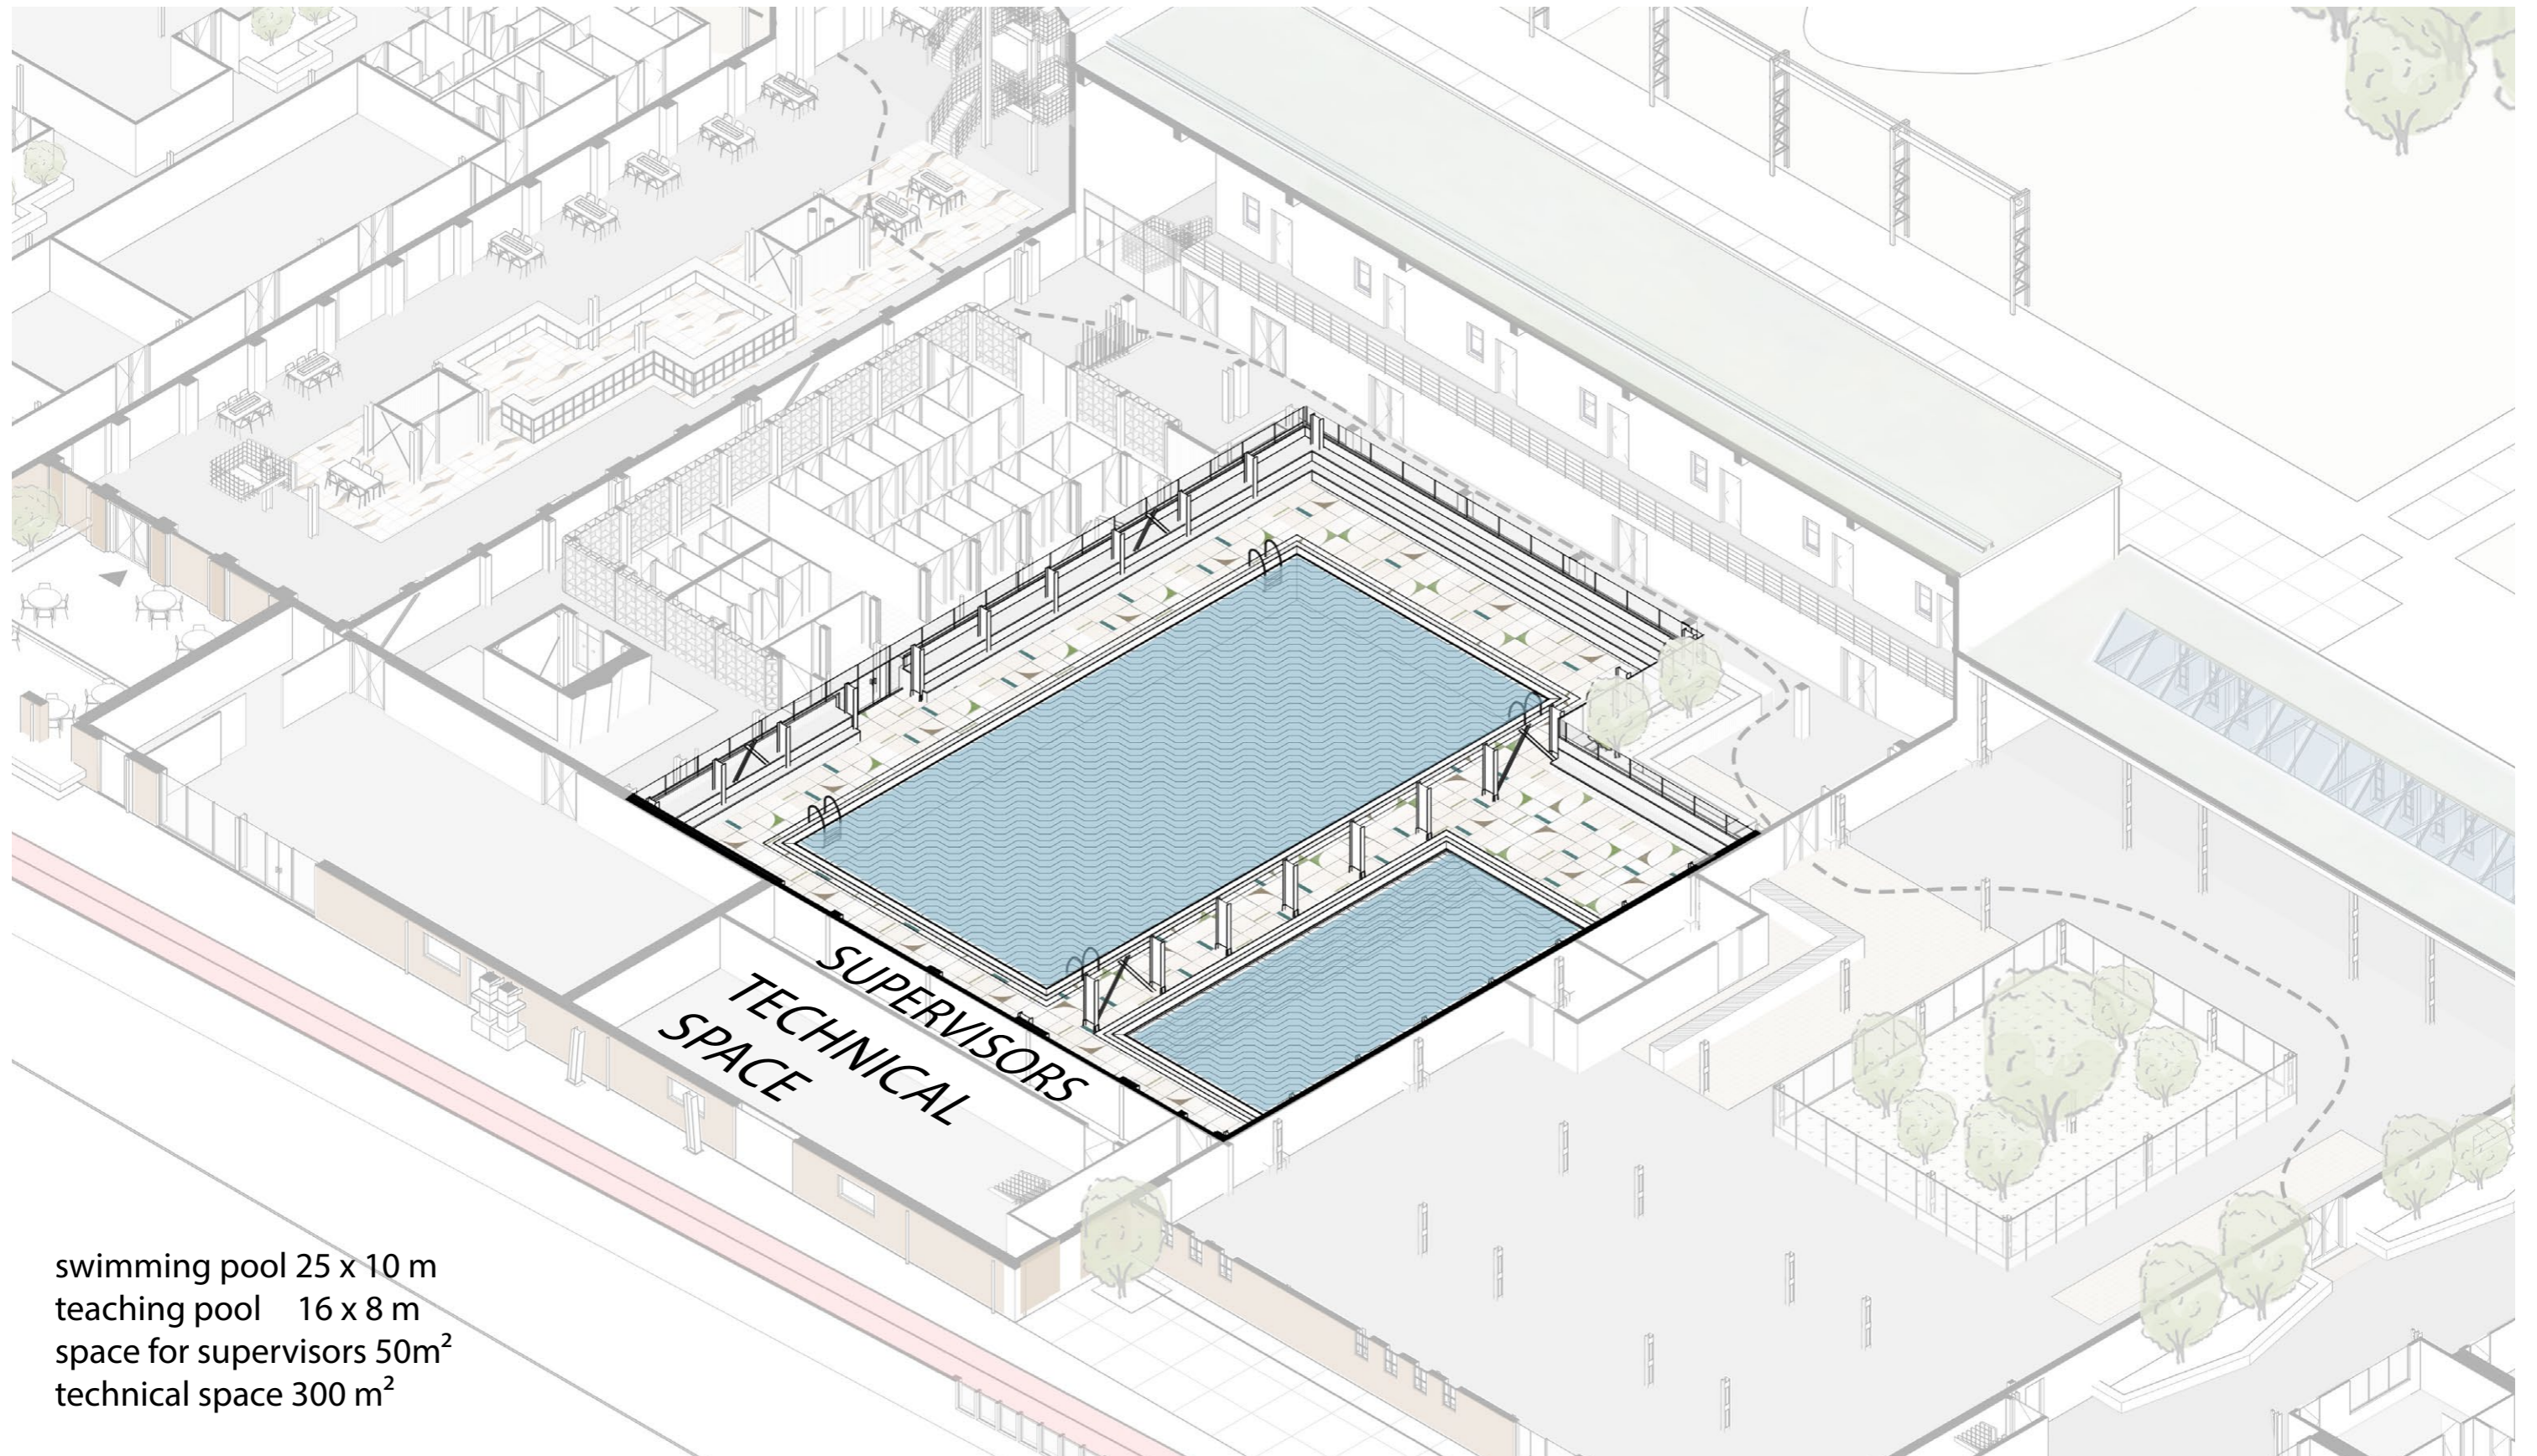 SUPERVISORS
TECHNICAL
SPACE
swimming pool 25 x 10 m
teaching pool 16 x 8 m
space for supervisors 50m²
technical space 300 m²